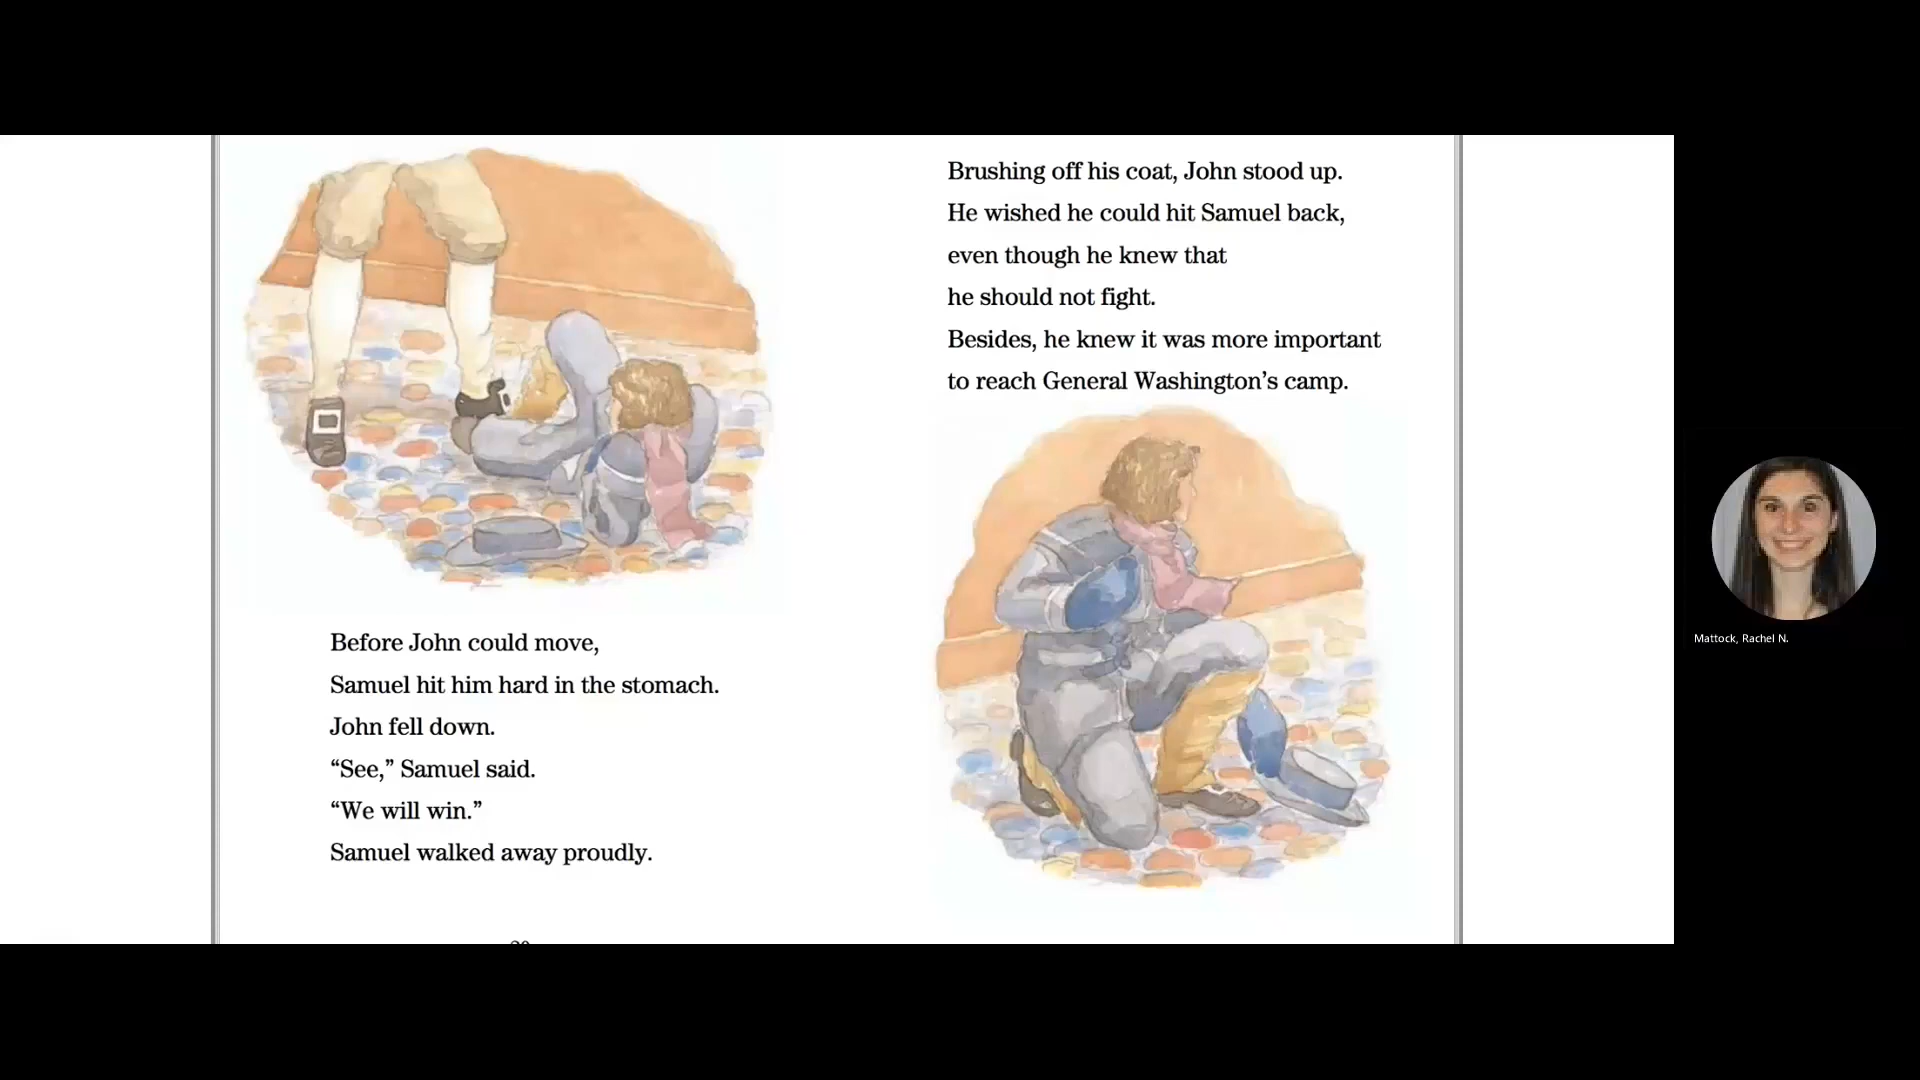 Before John could move,
Samuel hit him hard in the stomach.
John fell down.
“See,” Samuel said.
“We will win.”
Samuel walked away proudly.
Brushing off his coat, John stood up.
He wished he could hit Samuel back,
even though he knew that
he should not fight.
Besides, he knew it was more important
to reach General Washington’s camp.
Mattock, Rachel N.